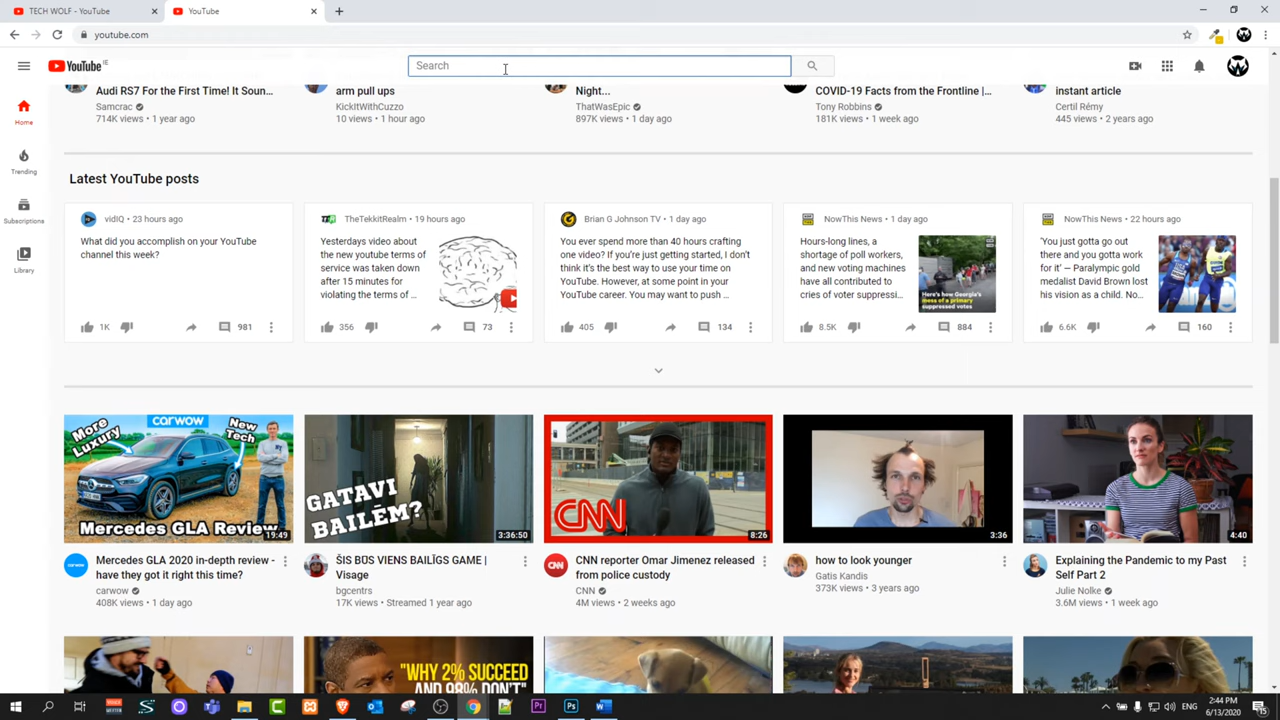 TECH WOLF - YouTube
YouTube
youtube.com
YouTube IE
Search
Home
Trending
Subscriptions
Library
Audi RS7 For the First Time! It Soun...
Samcrac
714K views • 1 year ago
arm pull ups
KickItWithCuzzo
10 views • 1 hour ago
Night...
ThatWasEpic
897K views • 1 day ago
COVID-19 Facts from the Frontline |...
Tony Robbins
181K views • 1 week ago
instant article
Certil Rémy
445 views • 2 years ago
Latest YouTube posts
vidIQ • 23 hours ago
What did you accomplish on your YouTube
channel this week?
1K
981
TheTekkitRealm • 19 hours ago
Yesterdays video about
the new youtube terms of
service was taken down
after 15 minutes for
violating the terms of ...
356
73
Brian G Johnson TV • 1 day ago
You ever spend more than 40 hours crafting
one video? If you're just getting started, I don't
think it's the best way to use your time on
YouTube. However, at some point in your
YouTube career. You may want to push ...
405
134
NowThis News • 1 day ago
Hours-long lines, a
shortage of poll workers,
and new voting machines
have all contributed to
cries of voter suppressi...
Here's how Georgia's
mess of a primary
suppressed votes
8.5K
884
NowThis News • 22 hours ago
'You just gotta go out
there and you gotta work
for it' – Paralympic gold
medalist David Brown lost
his vision as a child. No...
6.6K
160
More
Luxury
carwow
New
Tech
Mercedes GLA Review
19:49
Mercedes GLA 2020 in-depth review -
have they got it right this time?
carwow
408K views • 1 day ago
GATAVI
BAILĒM?
3:36:50
ŠIS BŪS VIENS BAILĪGS GAME |
Visage
bgcentrs
17K views • Streamed 1 year ago
CNN
8:26
CNN
CNN reporter Omar Jimenez released
from police custody
CNN
4M views • 2 weeks ago
3:36
how to look younger
Gatis Kandis
373K views • 3 years ago
4:40
Explaining the Pandemic to my Past
Self Part 2
Julie Nolke
3.6M views • 1 week ago
"WHY 2% SUCCEED
AND 98% DON'T"
2:44 PM
6/13/2020
15